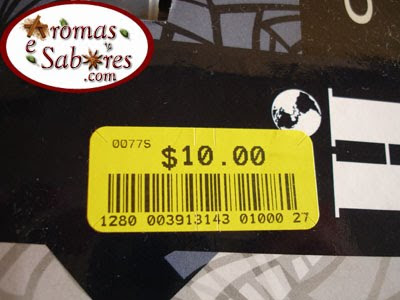 Aromas
e
Sabores
.com
0077S
$10.00
1280 003913143 01000 27